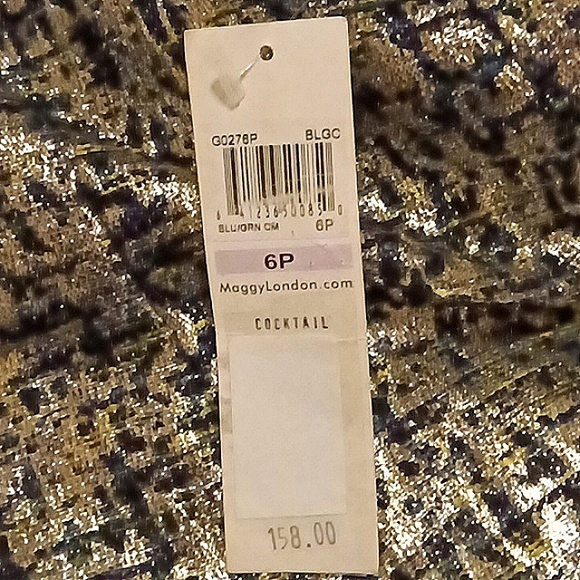 G0276P BLGC
BLU/GRN CM 6P
6P
MaggyLondon.com
COCKTAIL
158.00